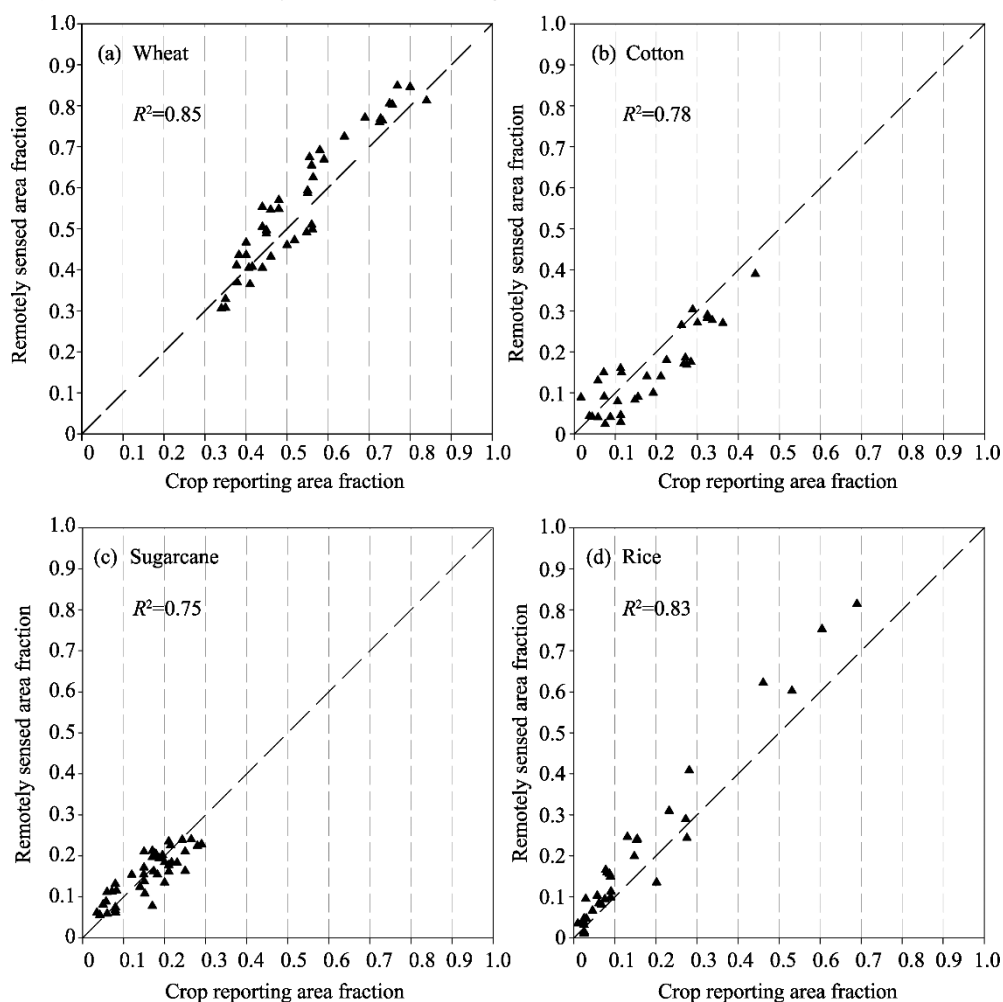 (a) Wheat
R²=0.85
Remotely sensed area fraction
1.0
0.9
0.8
0.7
0.6
0.5
0.4
0.3
0.2
0.1
0
0 0.1 0.2 0.3 0.4 0.5 0.6 0.7 0.8 0.9 1.0
Crop reporting area fraction
(b) Cotton
R²=0.78
Remotely sensed area fraction
1.0
0.9
0.8
0.7
0.6
0.5
0.4
0.3
0.2
0.1
0
0 0.1 0.2 0.3 0.4 0.5 0.6 0.7 0.8 0.9 1.0
Crop reporting area fraction
(c) Sugarcane
R²=0.75
Remotely sensed area fraction
1.0
0.9
0.8
0.7
0.6
0.5
0.4
0.3
0.2
0.1
0
0 0.1 0.2 0.3 0.4 0.5 0.6 0.7 0.8 0.9 1.0
Crop reporting area fraction
(d) Rice
R²=0.83
Remotely sensed area fraction
1.0
0.9
0.8
0.7
0.6
0.5
0.4
0.3
0.2
0.1
0
0 0.1 0.2 0.3 0.4 0.5 0.6 0.7 0.8 0.9 1.0
Crop reporting area fraction